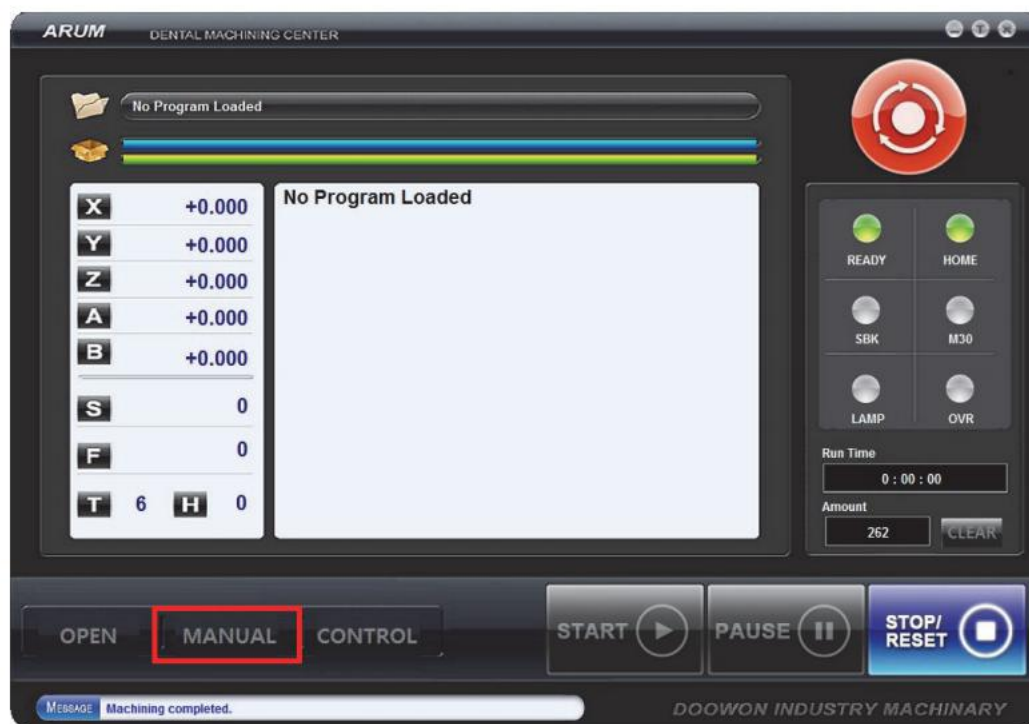 ARUM DENTAL MACHINING CENTER
No Program Loaded
X +0.000
Y +0.000
Z +0.000
A +0.000
B +0.000
S 0
F 0
T 6 H 0
No Program Loaded
READY HOME
SBK M30
LAMP OVR
Run Time
0 : 00 : 00
Amount
262 CLEAR
OPEN MANUAL CONTROL START PAUSE STOP/
RESET
MESSAGE Machining completed.
DOOWON INDUSTRY MACHINARY